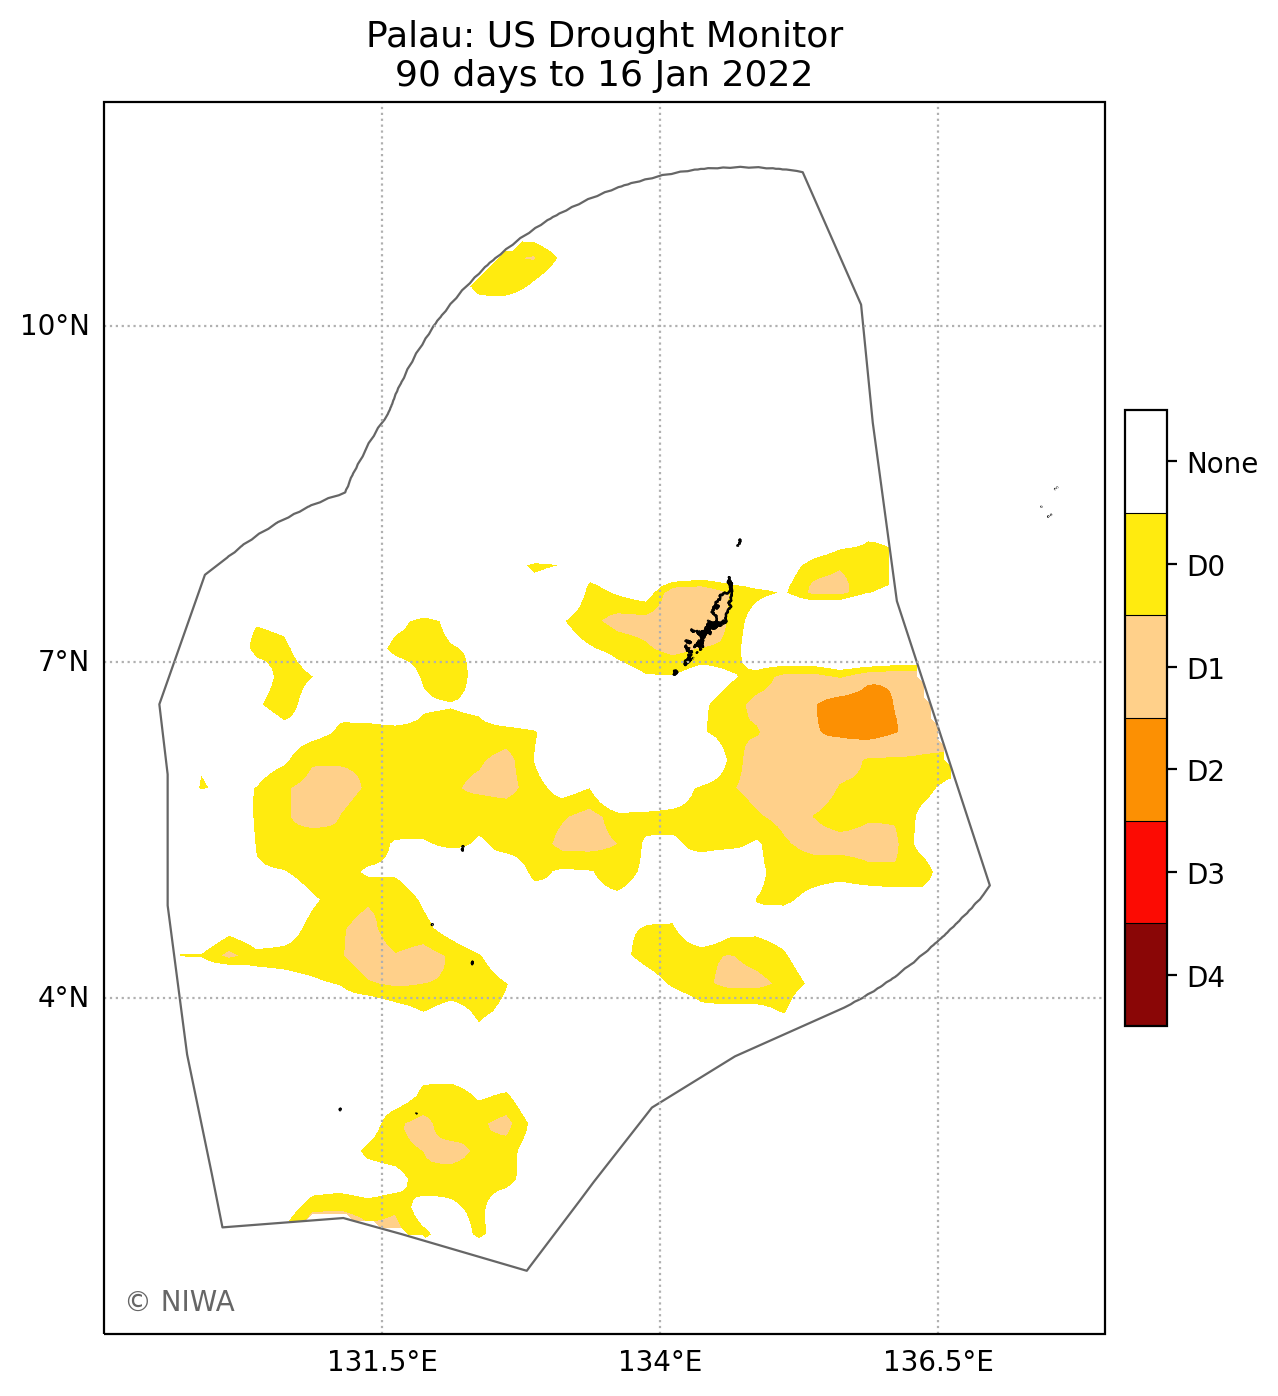 Palau: US Drought Monitor
90 days to 16 Jan 2022
10°N
7°N
4°N
131.5°E
134°E
136.5°E
None
D0
D1
D2
D3
D4
© NIWA